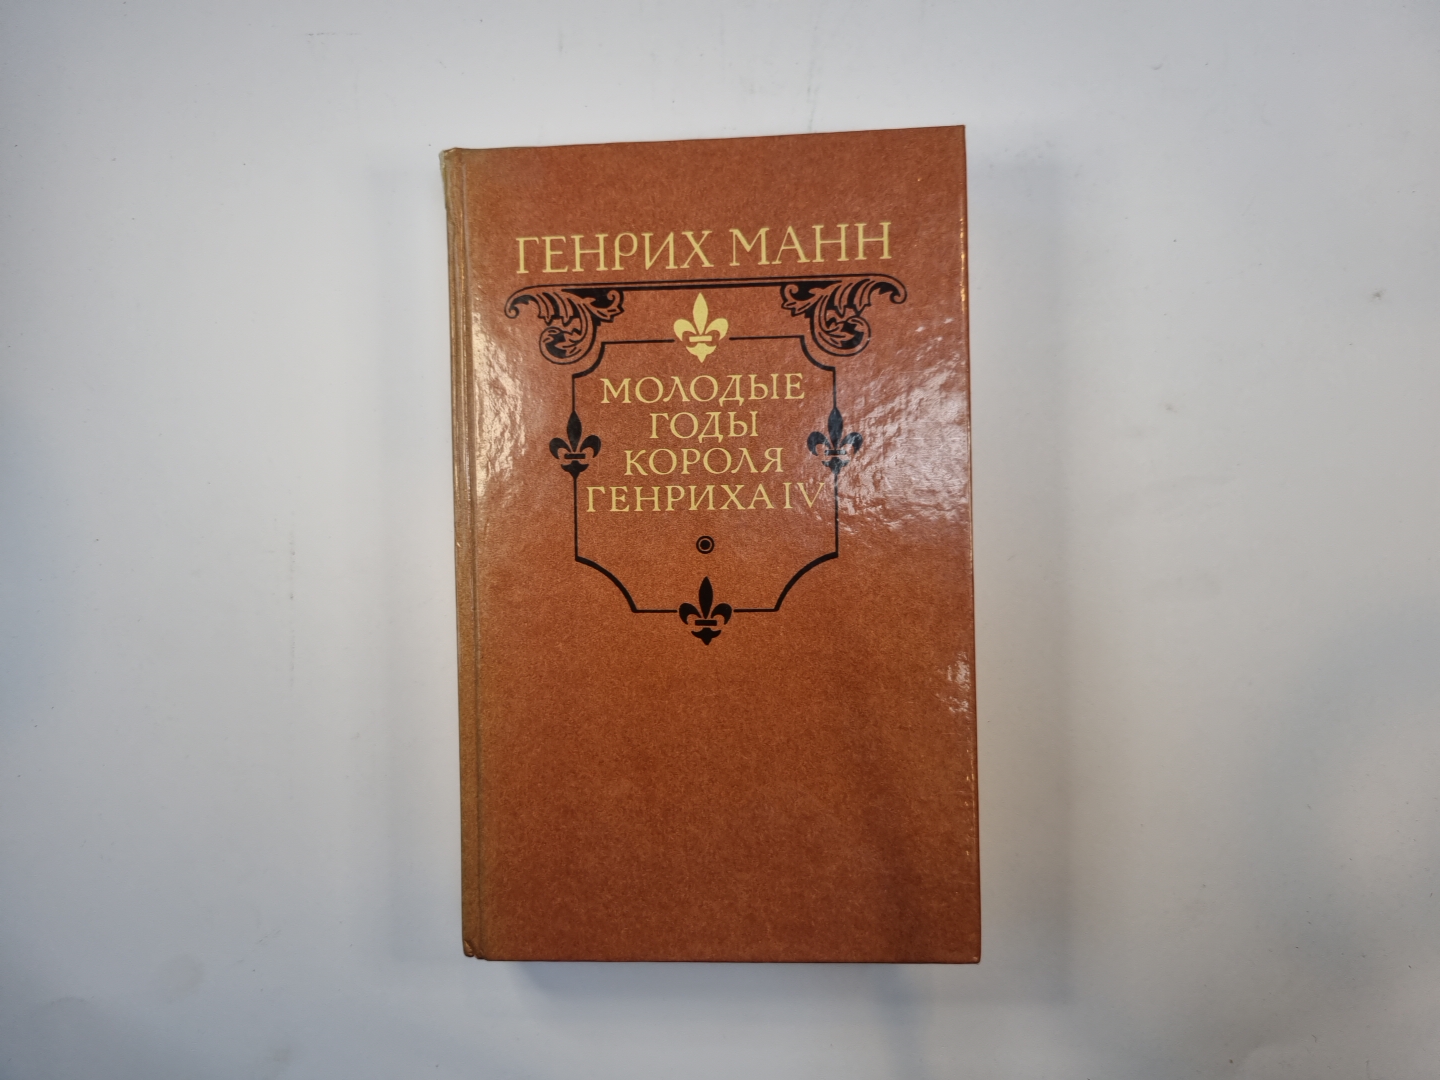 ГЕНРИХ МАНН
МОЛОДЫЕ
ГОДЫ
КОРОЛЯ
ГЕНРИХА IV